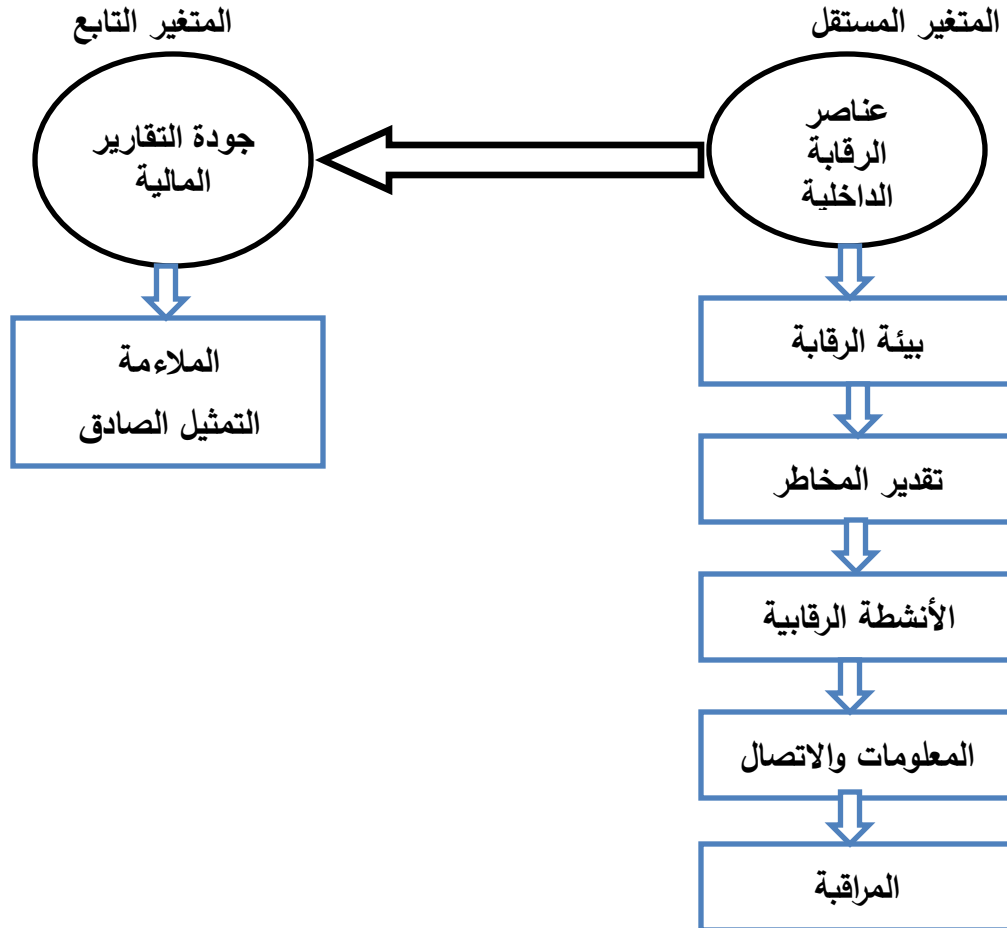 المتغير المستقل
المتغير التابع
عناصر
الرقابة
الداخلية
جودة التقارير
المالية
بيئة الرقابة
تقدير المخاطر
الأنشطة الرقابية
المعلومات والاتصال
المراقبة
الملاءمة
التمثيل الصادق